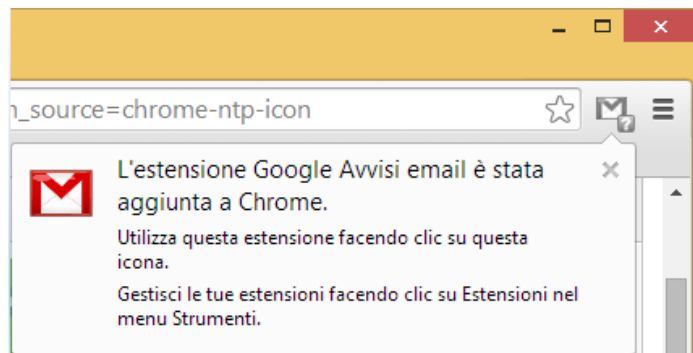 n_source=chrome-ntp-icon
L'estensione Google Avvisi email è stata
aggiunta a Chrome.
Utilizza questa estensione facendo clic su questa
icona.
Gestisci le tue estensioni facendo clic su Estensioni nel
menu Strumenti.